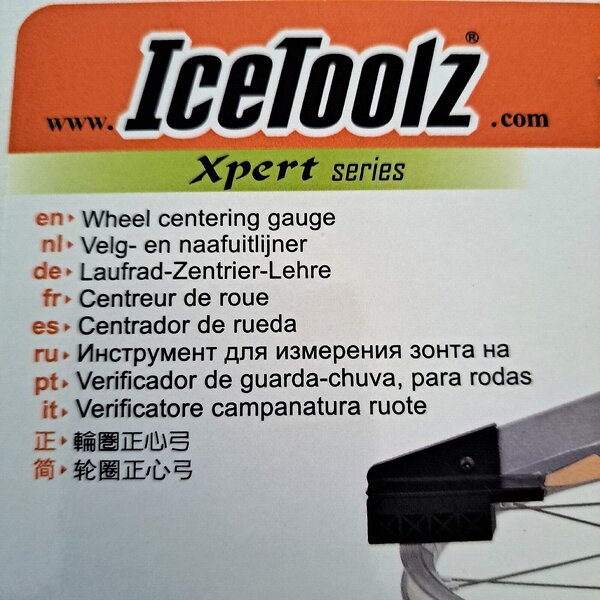 www.IceToolz®.com
Xpert series
en Wheel centering gauge
nl Velg- en naafuitlijner
de Laufrad-Zentrier-Lehre
fr Centreur de roue
es Centrador de rueda
ru Инструмент для измерения зонта на
pt Verificador de guarda-chuva, para rodas
it Verificatore campanatura ruote
正 輪圈正心弓
简 轮圈正心弓